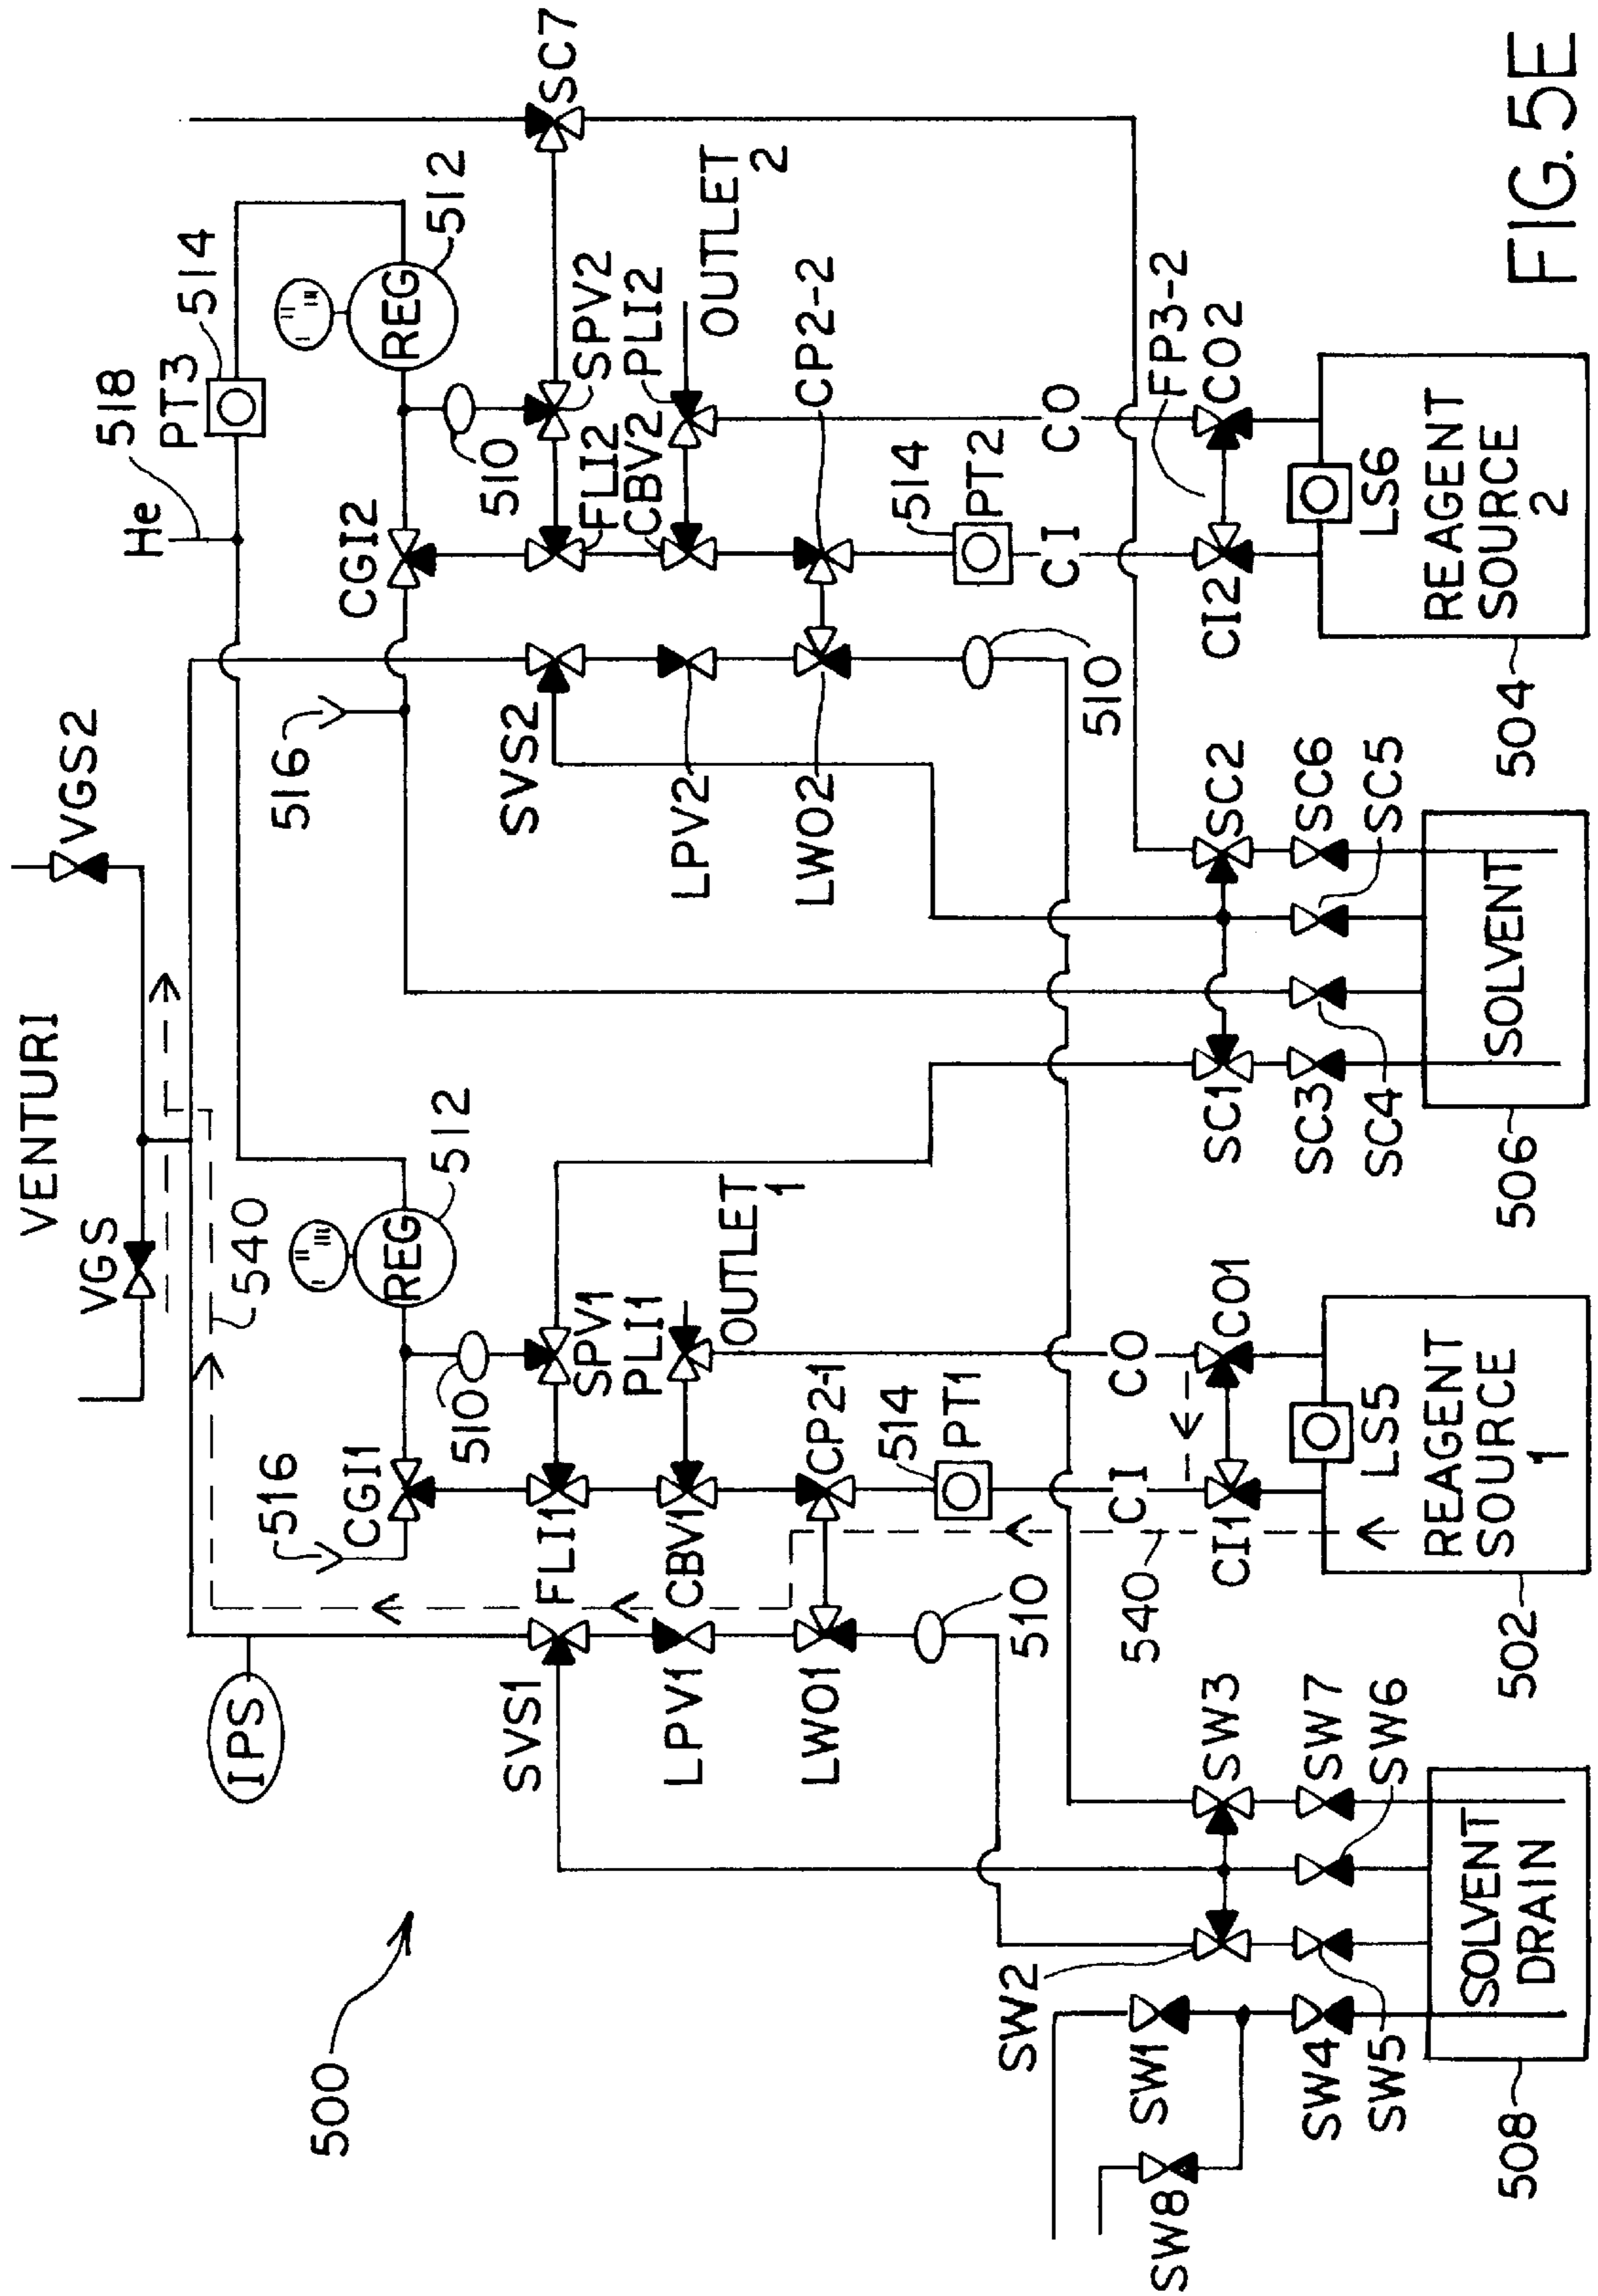 VENTURI
VGS
VGS2
540
518
He
PT3
514
512
REG
512
REG
IPS
516
CGI1
510
516
CGI2
510
SC7
SVS1
FLI1
SPV1
SVS2
FLI2
SPV2
LPV1
CBV1
PLI1
OUTLET
1
LPV2
CBV2
PLI2
OUTLET
2
LWO1
CP2-1
LWO2
CP2-2
510
514
PT1
510
514
PT2
500
540
CI
CO
CI
CO
FP3-2
SW8
SW1
SW2
SW3
CI1
CO1
SC1
SC2
CI2
CO2
SW4
SW5
SW7
SW6
SC3
SC4
SC6
SC5
LS5
LS6
SOLVENT
DRAIN
508
REAGENT
SOURCE
1
502
SOLVENT
506
REAGENT
SOURCE
2
504
FIG. 5E